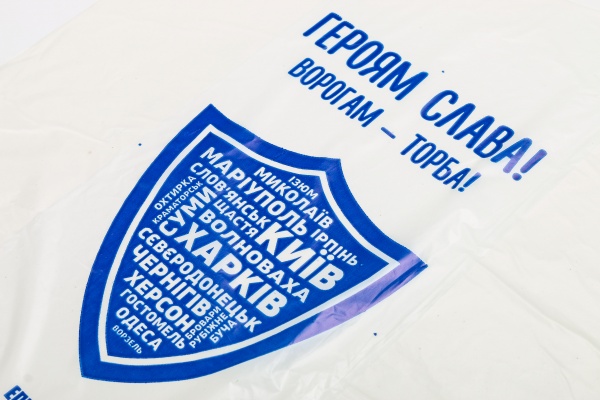 ГЕРОЯМ СЛАВА!
ВОРОГАМ – ТОРБА!
ІЗЮМ
МИКОЛАЇВ
МАРІУПОЛЬ ІРПІНЬ
ОХТИРКА
КРАМАТОРСЬК
СЛОВ'ЯНСЬК
ЩАСТЯ
КИЇВ
СУМИ
ВОЛНОВАХА
ХАРКІВ
СЄВЄРОДОНЕЦЬК
ЧЕРНІГІВ
ХЕРСОН
БРОВАРИ
РУБІЖНЕ
БУЧА
ГОСТОМЕЛЬ
ОДЕСА
ВОРЗЕЛЬ